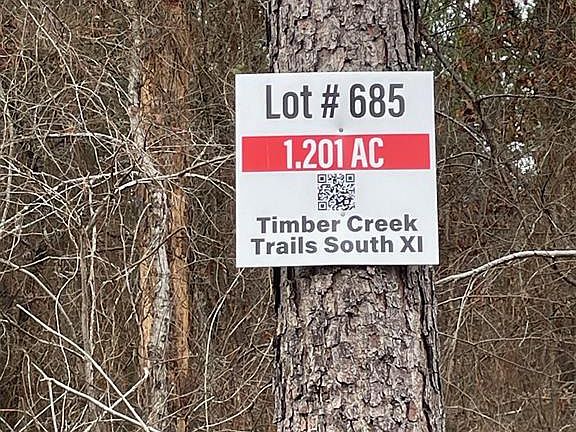 Lot # 685
1.201 AC
Timber Creek
Trails South XI